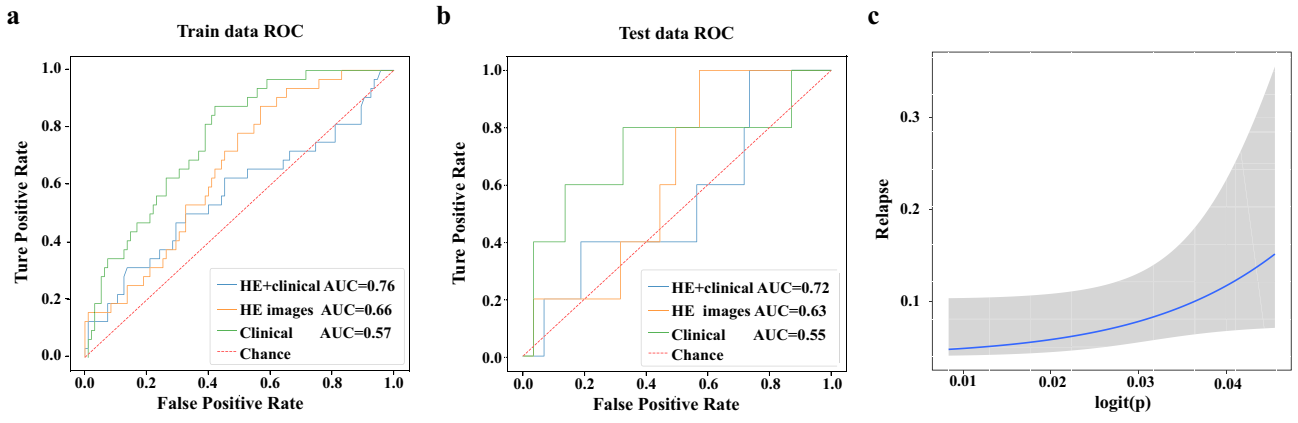 a
Train data ROC
Ture Positive Rate
1.0
0.8
0.6
0.4
0.2
0.0
HE+clinical AUC=0.76
HE images AUC=0.66
Clinical AUC=0.57
Chance
0.0 0.2 0.4 0.6 0.8 1.0
False Positive Rate
b
Test data ROC
Ture Positive Rate
1.0
0.8
0.6
0.4
0.2
0.0
HE+clinical AUC=0.72
HE images AUC=0.63
Clinical AUC=0.55
Chance
0.0 0.2 0.4 0.6 0.8 1.0
False Positive Rate
c
Relapse
0.3
0.2
0.1
0.01 0.02 0.03 0.04
logit(p)